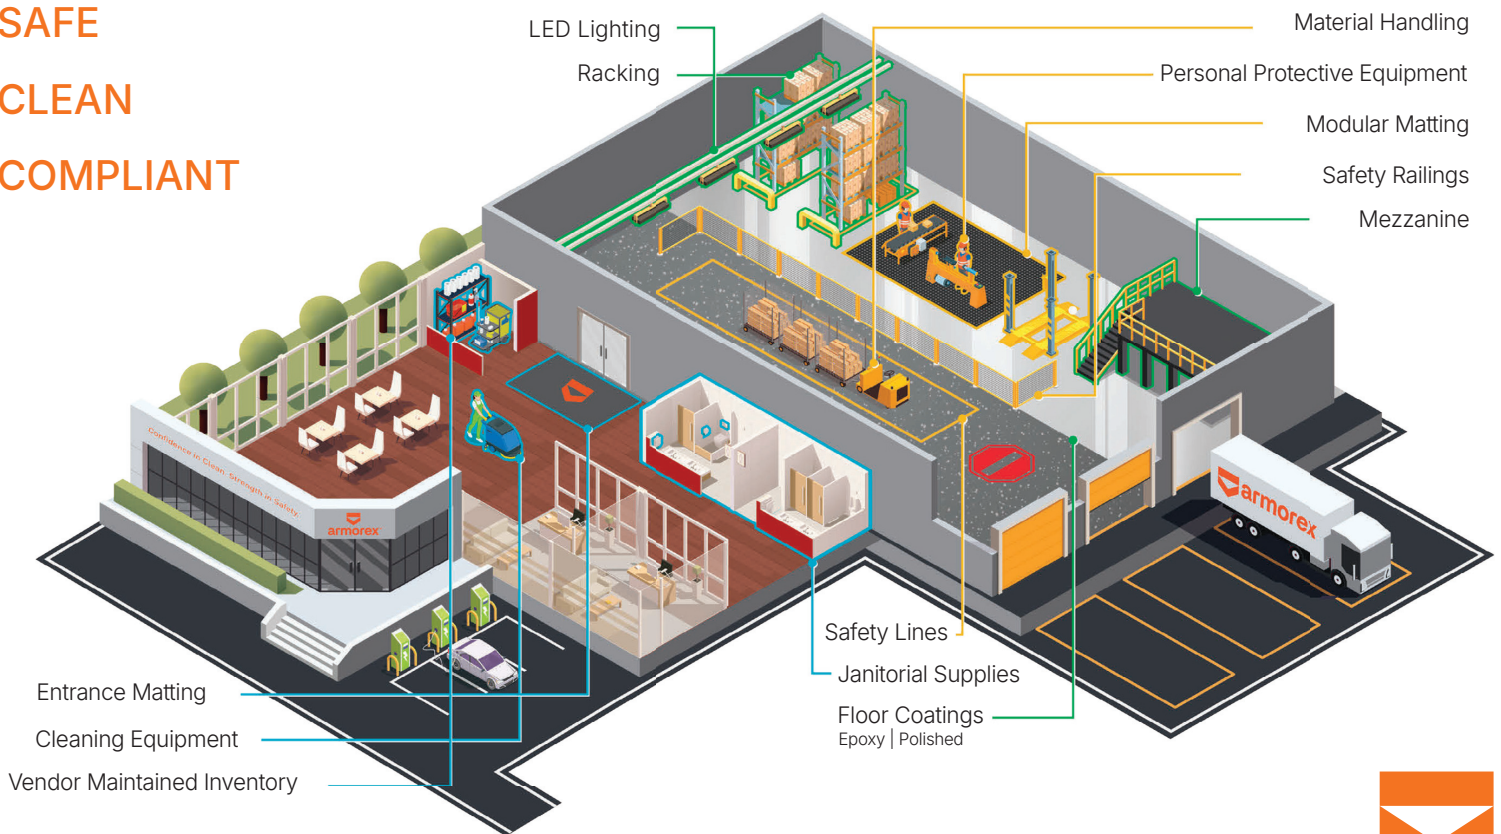 SAFE
CLEAN
COMPLIANT
LED Lighting
Racking
Material Handling
Personal Protective Equipment
Modular Matting
Safety Railings
Mezzanine
Confidence in Clean. Strength in Safety.
armorex
armorex
Safety Lines
Janitorial Supplies
Floor Coatings
Epoxy | Polished
Entrance Matting
Cleaning Equipment
Vendor Maintained Inventory